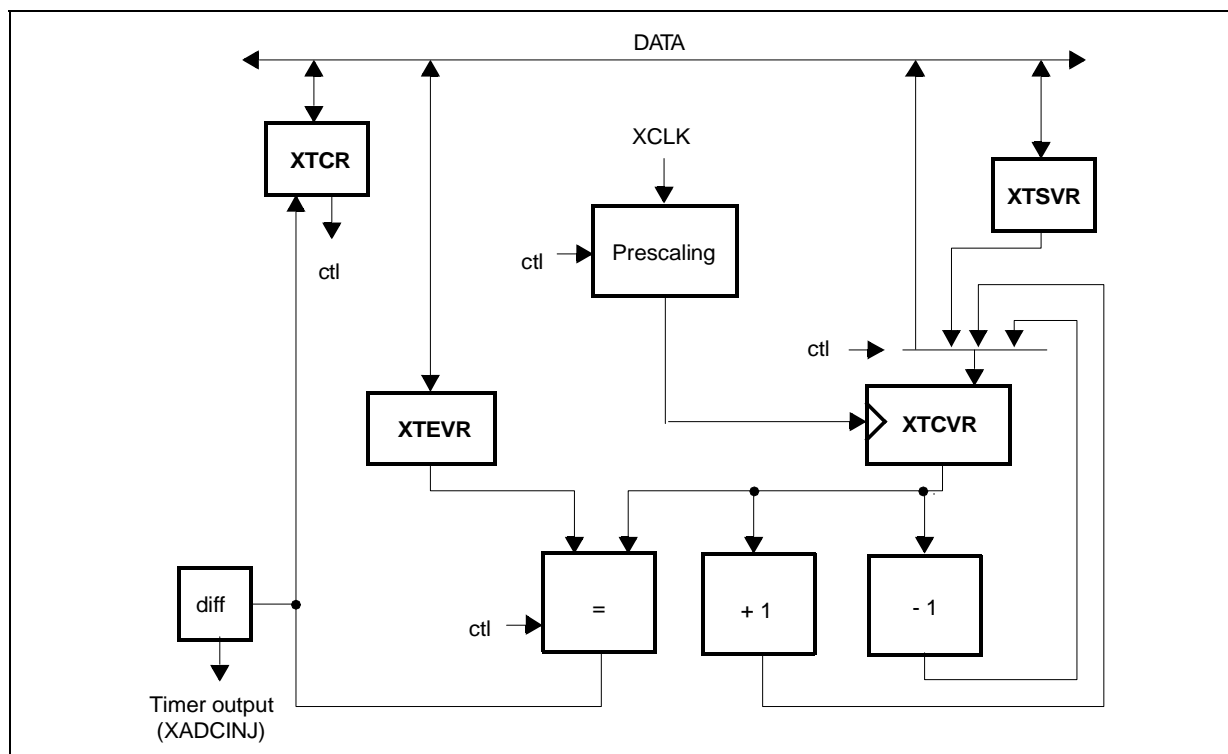 DATA
XCLK
XTCR
XTSVR
ctl
ctl
Prescaling
ctl
XTEVR
XTCVR
diff
=
+ 1
- 1
ctl
Timer output
(XADCINJ)